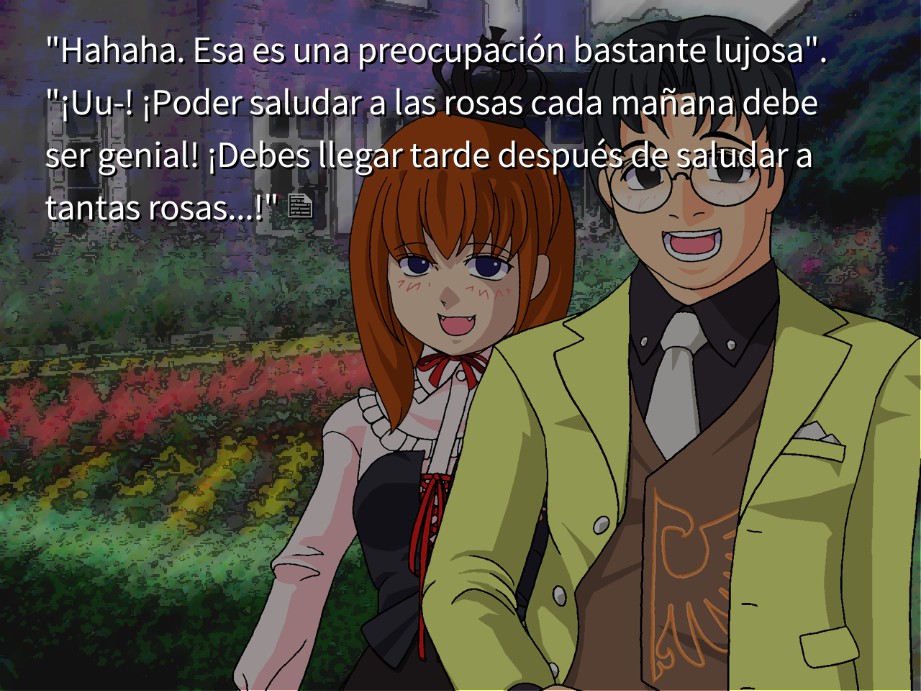 "Hahaha. Esa es una preocupación bastante lujosa".
"¡Uu-! ¡Poder saludar a las rosas cada mañana debe
ser genial! ¡Debes llegar tarde después de saludar a
tantas rosas...!"